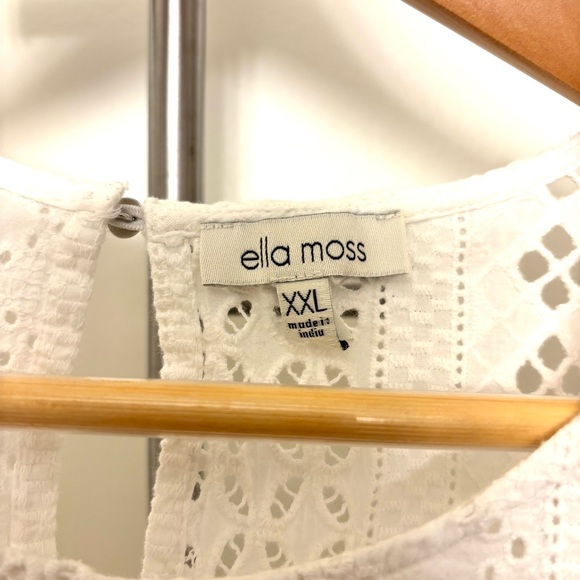 ella moss
XXL
made in
india